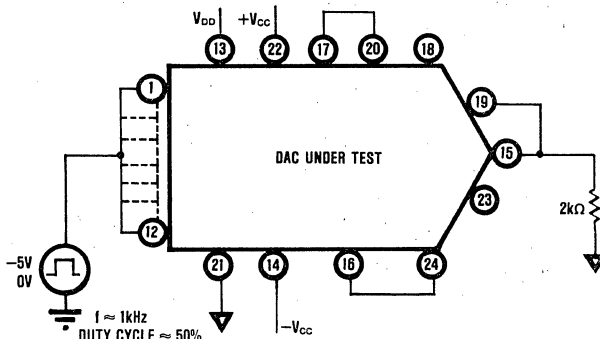 VDD +VCC
13 22 17 20 18
1
19
DAC UNDER TEST
15
23
2kΩ
12
-5V
0V
21 14 16 24
f ≈ 1kHz
DUTY CYCLE ≈ 50%
-VCC